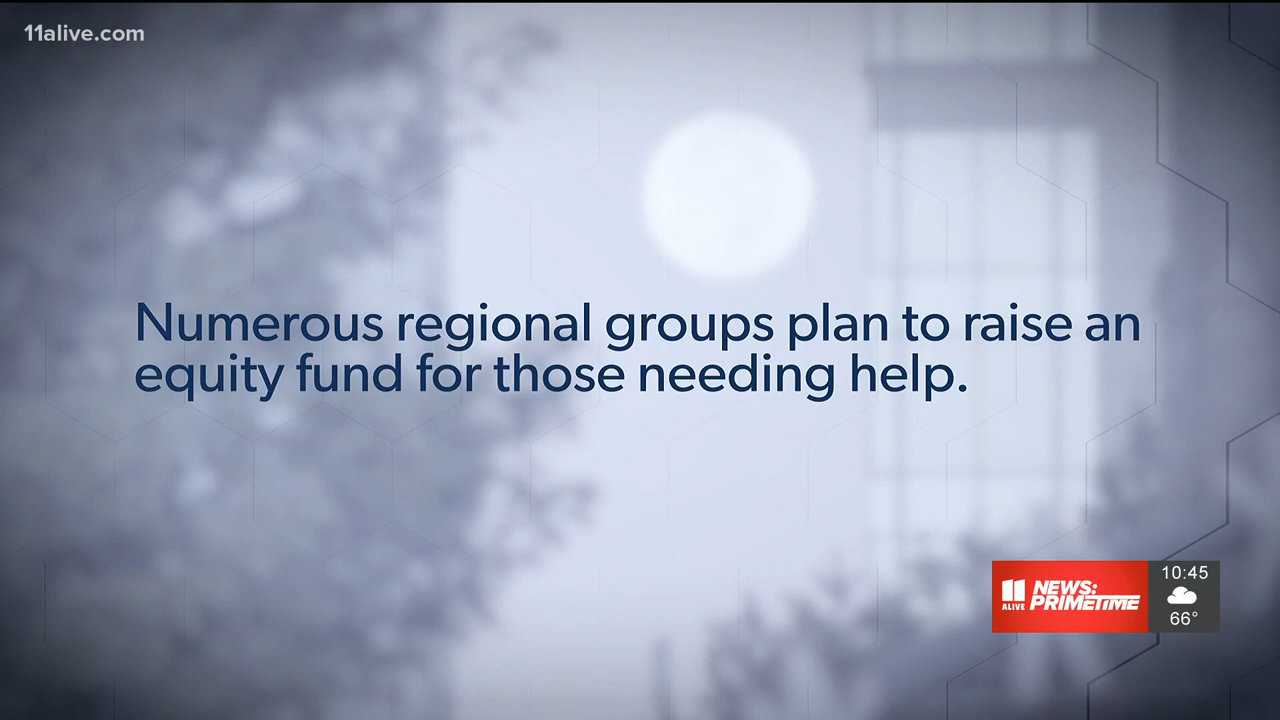 11alive.com
Numerous regional groups plan to raise an
equity fund for those needing help.
11 ALIVE
NEWS:
PRIMETIME
10:45
66°